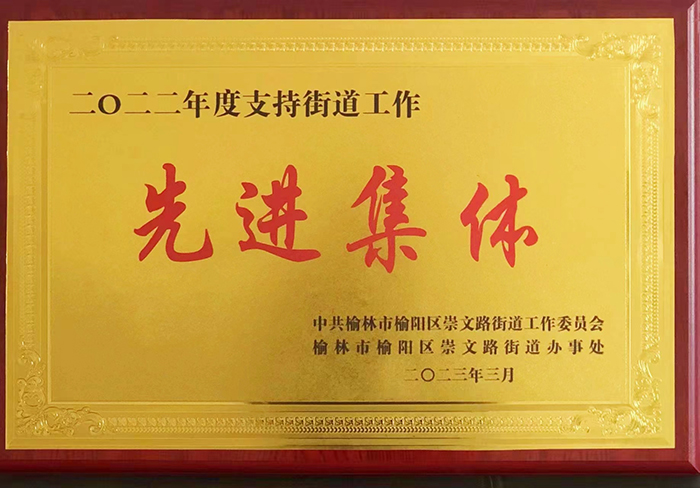 二〇二二年度支持街道工作
先进集体
中共榆林市榆阳区崇文路街道工作委员会
榆林市榆阳区崇文路街道办事处
二〇二三年三月